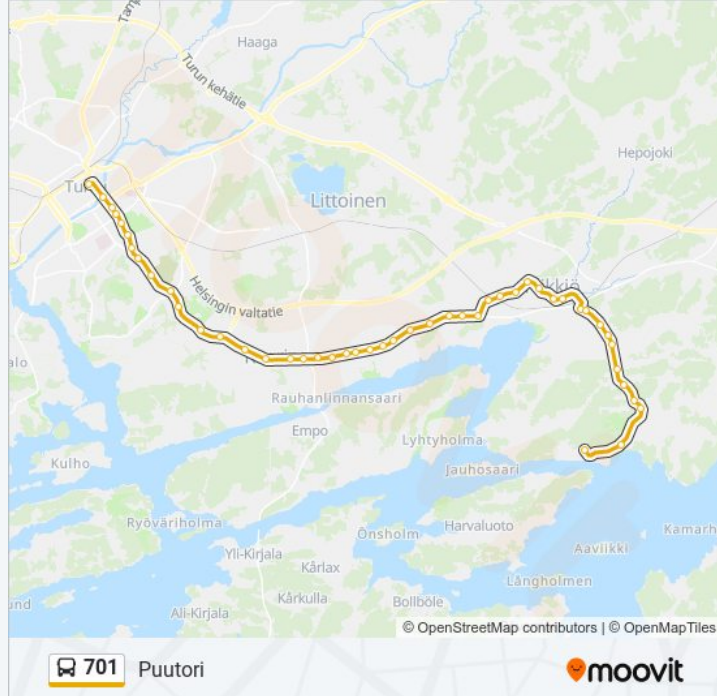 Haaga
Turun kehätie
Hepojoki
Littoinen
Helsingin valtatie
Rauhanlinnansaari
Empo
Lyhtyholma
Kulho
Jauhosaari
Ryöväriholma
Önsholm
Harvaluoto
Yli-Kirjala
Kårlax
Aaviikki
Långholmen
Kårkulla
Bollböle
Ali-Kirjala
© OpenStreetMap contributors | © OpenMapTiles
701 Puutori
moovit